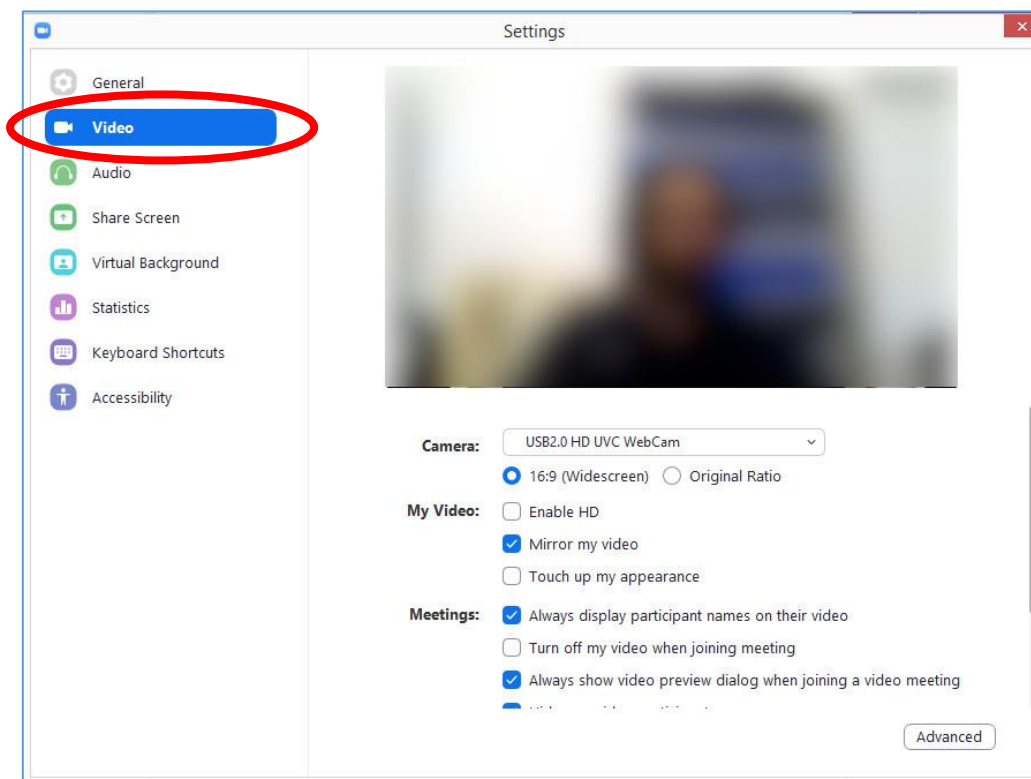 Settings
General
Video
Audio
Share Screen
Virtual Background
Statistics
Keyboard Shortcuts
Accessibility
Camera: USB2.0 HD UVC WebCam
16:9 (Widescreen) Original Ratio
My Video: Enable HD
Mirror my video
Touch up my appearance
Meetings: Always display participant names on their video
Turn off my video when joining meeting
Always show video preview dialog when joining a video meeting
Advanced